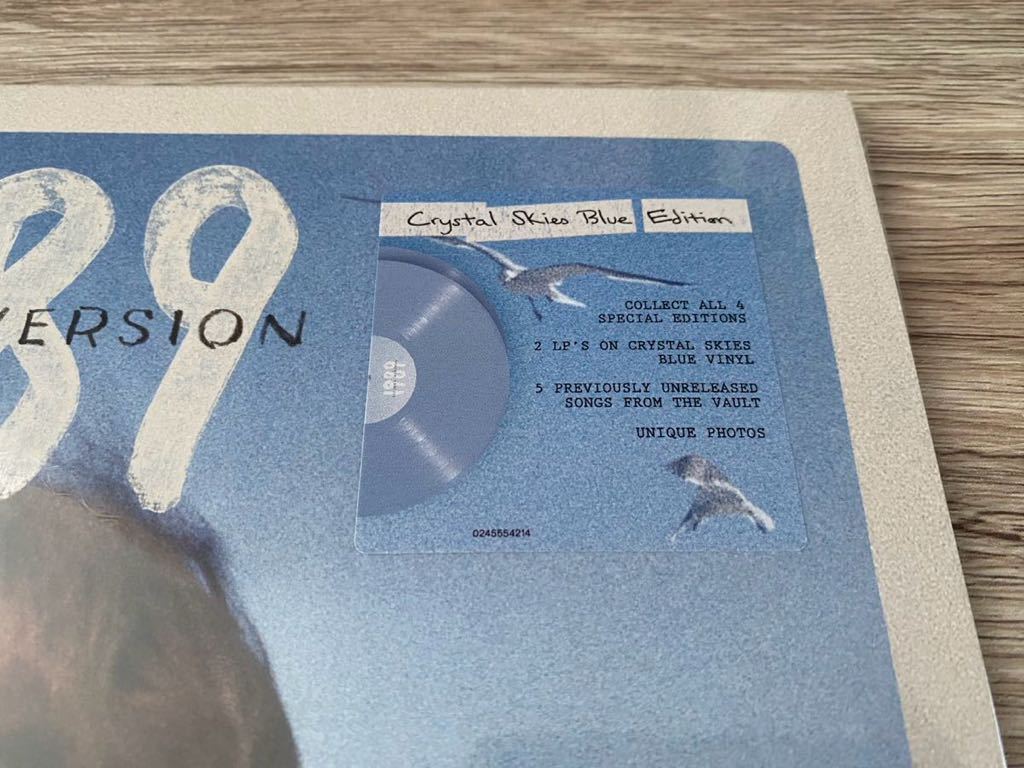 89
VERSION
Crystal Skies Blue Edition
COLLECT ALL 4
SPECIAL EDITIONS
2 LP'S ON CRYSTAL SKIES
BLUE VINYL
5 PREVIOUSLY UNRELEASED
SONGS FROM THE VAULT
UNIQUE PHOTOS
0245554214